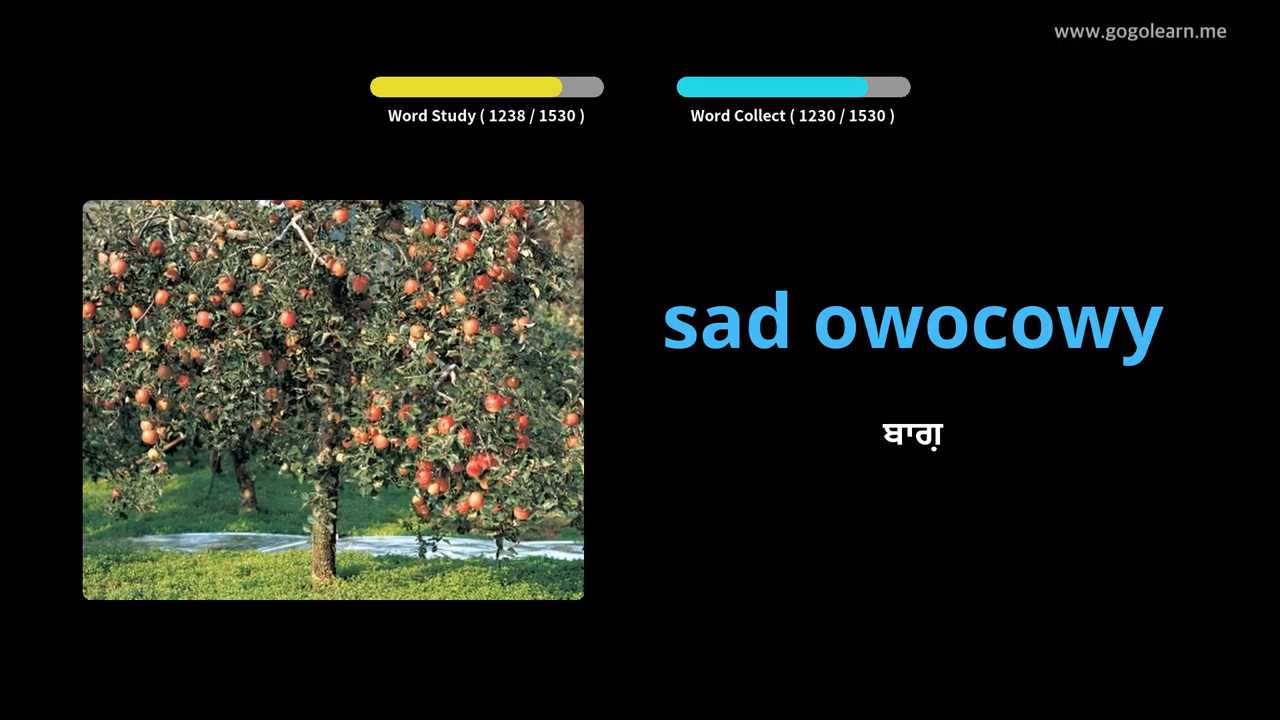 www.gogolearn.me
Word Study ( 1238 / 1530 )
Word Collect ( 1230 / 1530 )
sad owocowy
ਬਾਗ਼